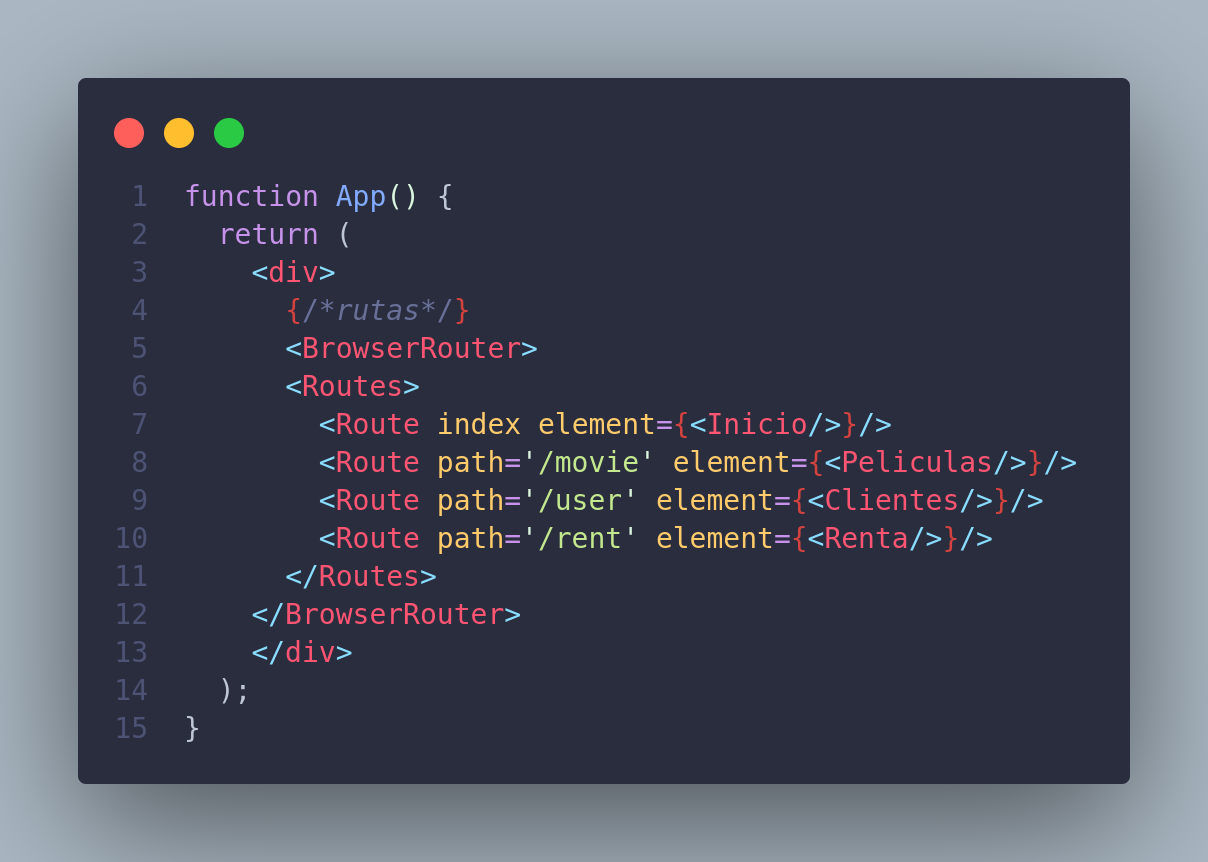 1 function App() {
2   return (
3     <div>
4       {/*rutas*/}
5       <BrowserRouter>
6       <Routes>
7         <Route index element={<Inicio/>}/>
8         <Route path='/movie' element={<Peliculas/>}/>
9         <Route path='/user' element={<Clientes/>}/>
10         <Route path='/rent' element={<Renta/>}/>
11       </Routes>
12     </BrowserRouter>
13     </div>
14   );
15 }